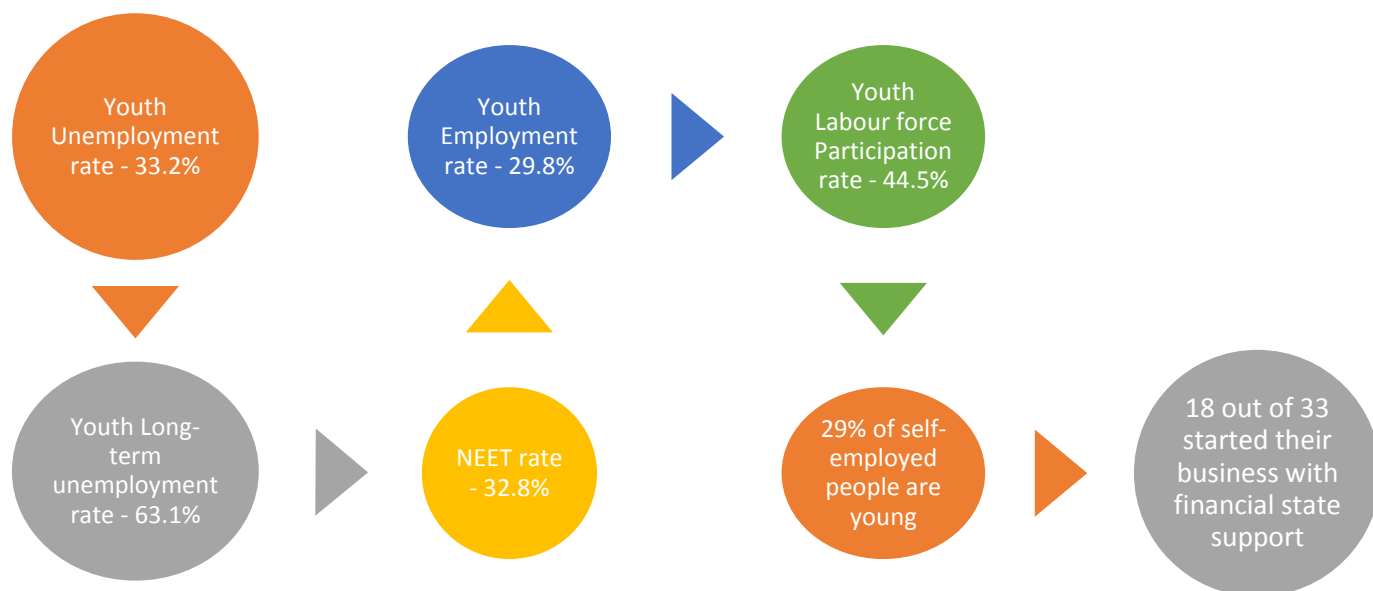 Youth
Unemployment
rate - 33.2%
Youth Long-
term
unemployment
rate - 63.1%
NEET rate
- 32.8%
Youth
Employment
rate - 29.8%
Youth
Labour force
Participation
rate - 44.5%
29% of self-
employed
people are
young
18 out of 33
started their
business with
financial state
support